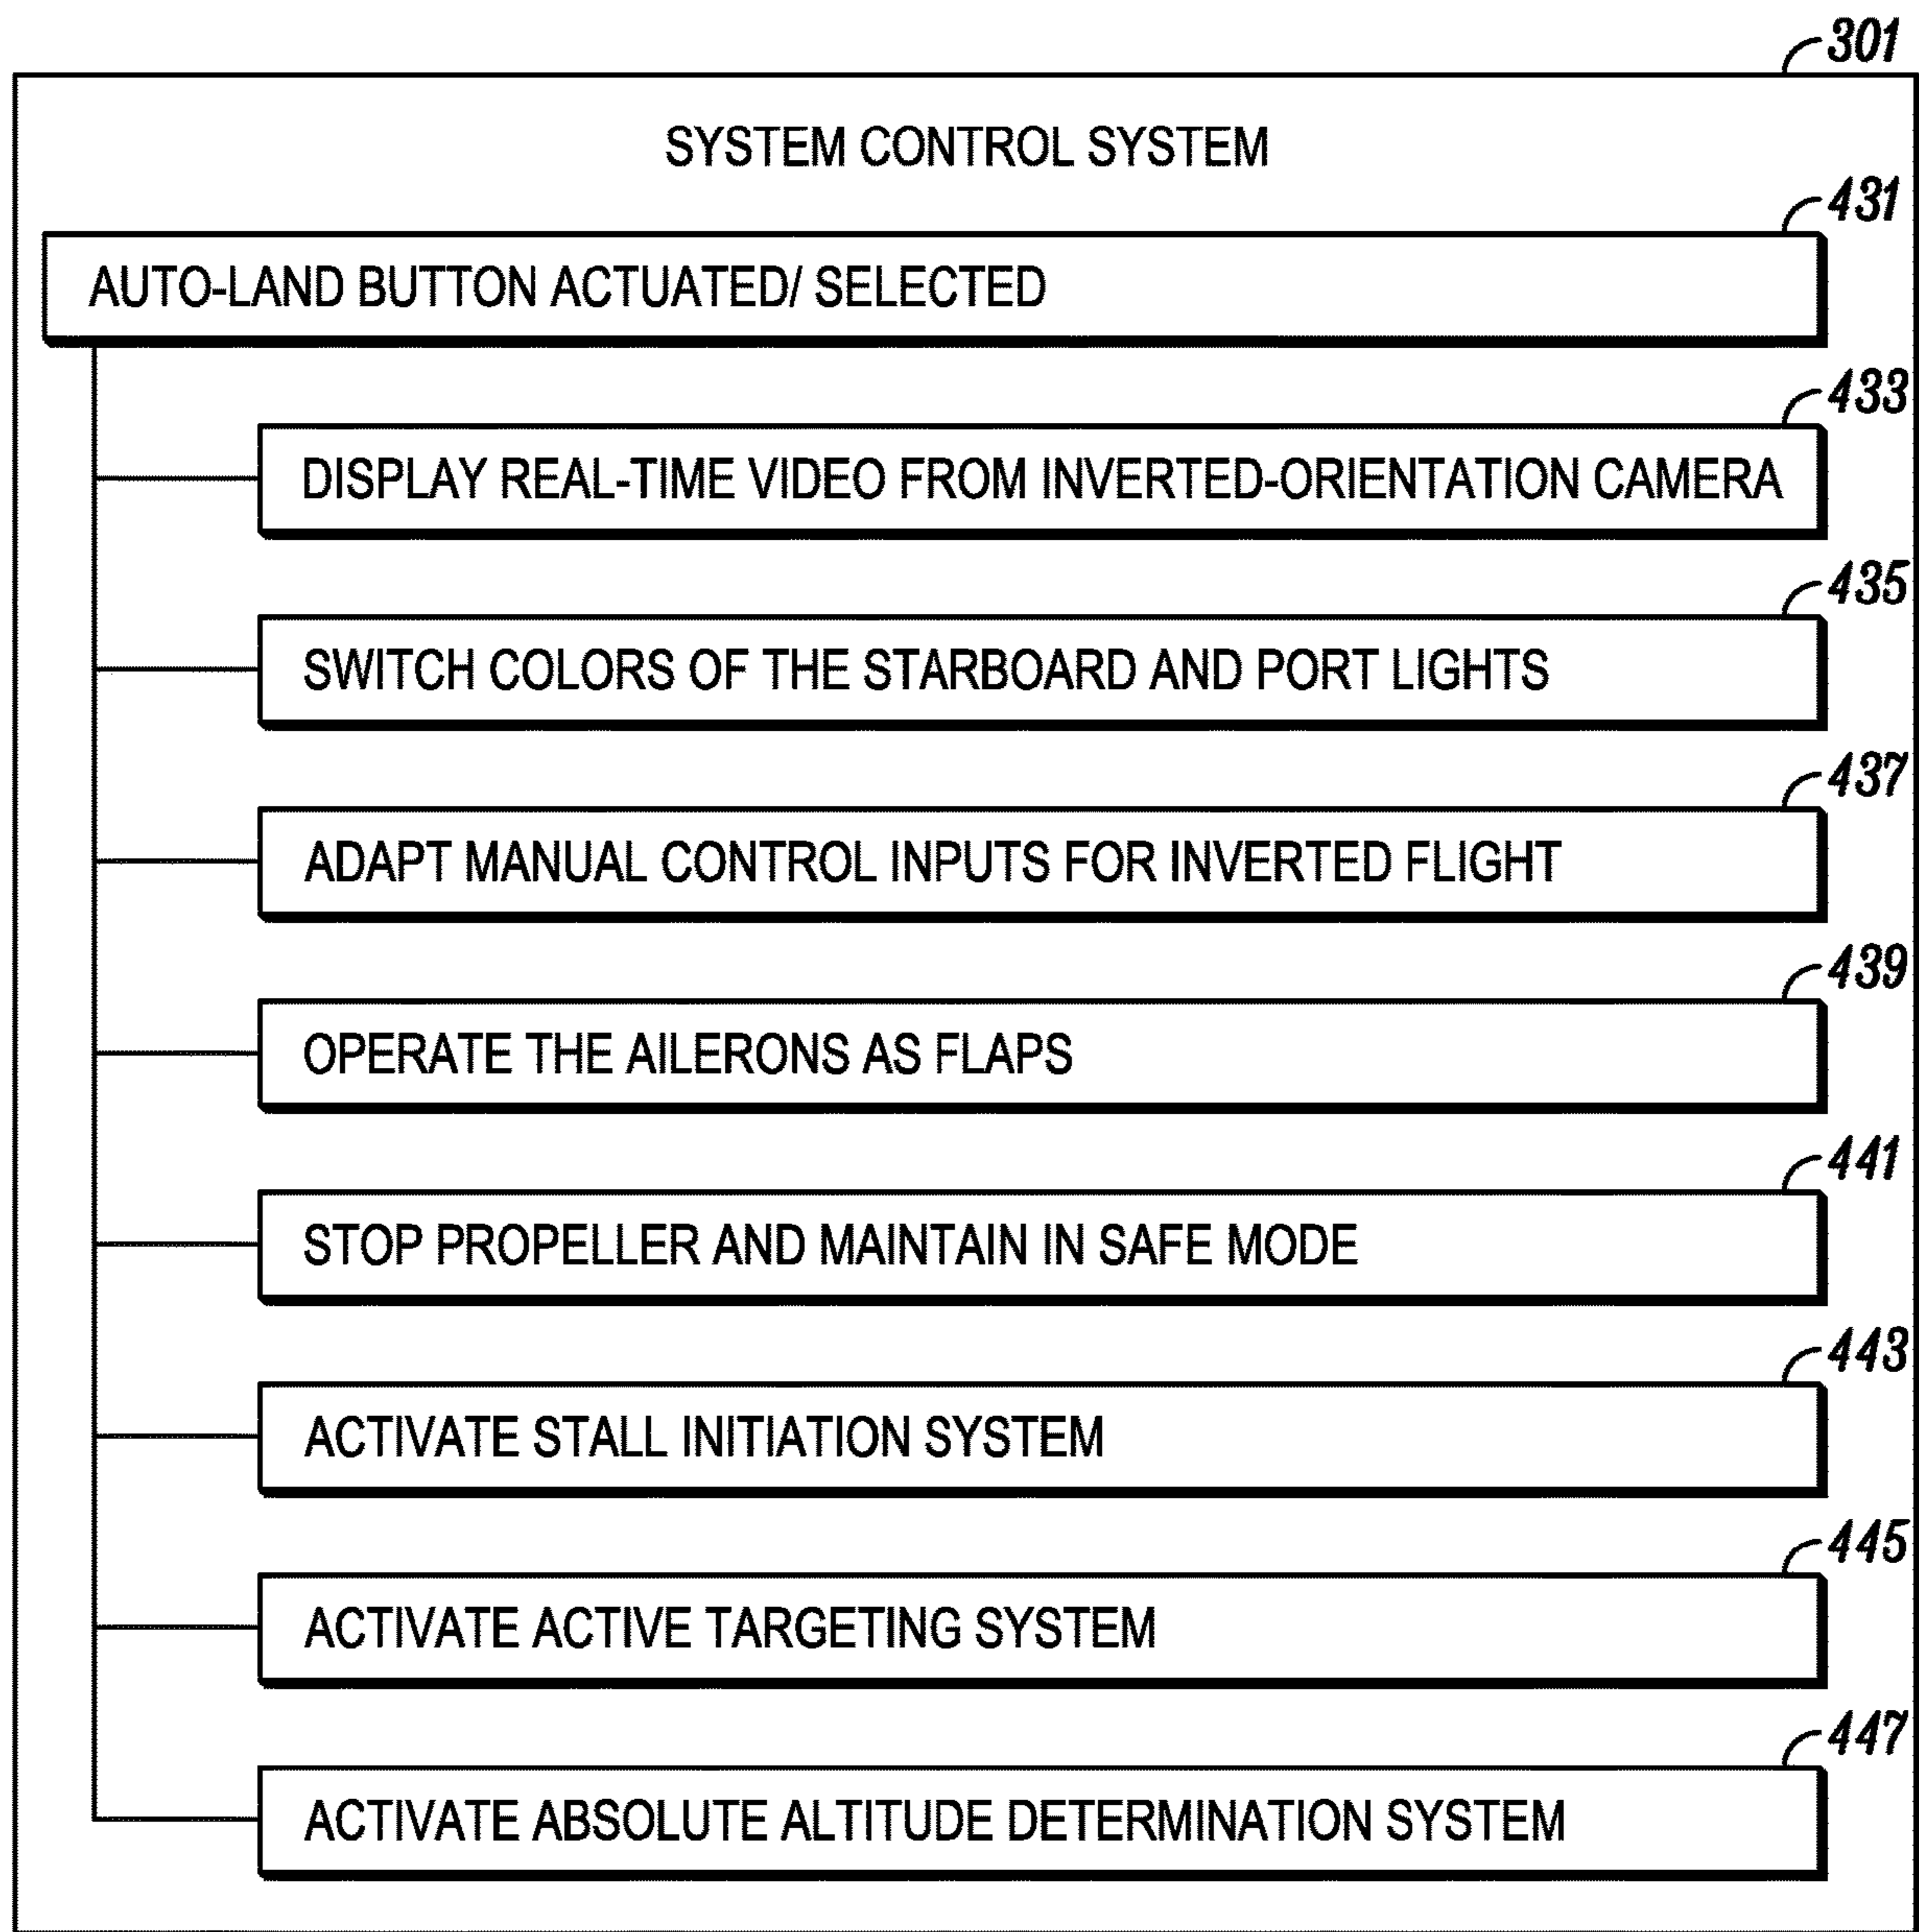 301
SYSTEM CONTROL SYSTEM
431
AUTO-LAND BUTTON ACTUATED/ SELECTED
433
DISPLAY REAL-TIME VIDEO FROM INVERTED-ORIENTATION CAMERA
435
SWITCH COLORS OF THE STARBOARD AND PORT LIGHTS
437
ADAPT MANUAL CONTROL INPUTS FOR INVERTED FLIGHT
439
OPERATE THE AILERONS AS FLAPS
441
STOP PROPELLER AND MAINTAIN IN SAFE MODE
443
ACTIVATE STALL INITIATION SYSTEM
445
ACTIVATE ACTIVE TARGETING SYSTEM
447
ACTIVATE ABSOLUTE ALTITUDE DETERMINATION SYSTEM